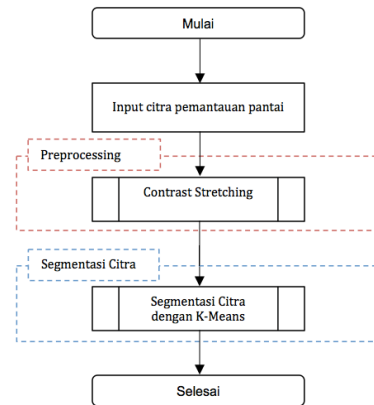 Mulai
Input citra pemantauan pantai
Preprocessing
Contrast Stretching
Segmentasi Citra
Segmentasi Citra
dengan K-Means
Selesai